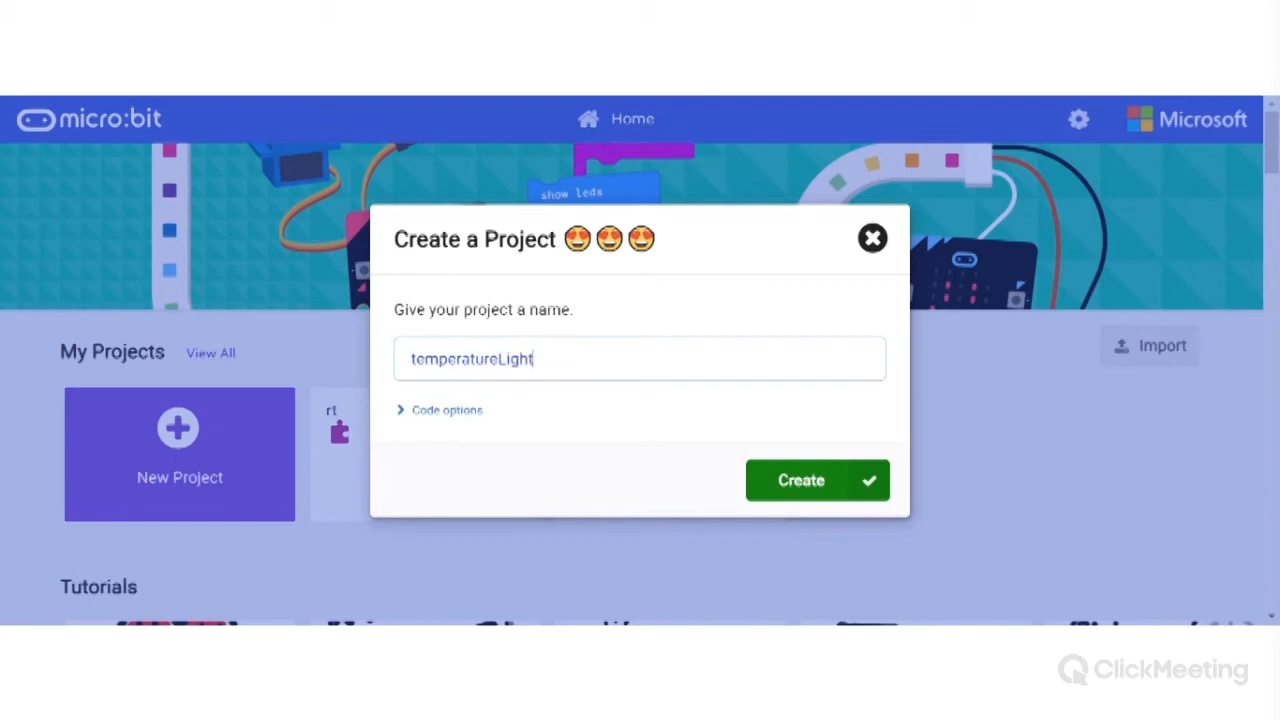 micro:bit
Home
Microsoft
show leds
Create a Project 😍😍😍
Give your project a name.
temperatureLight
Code options
Create
My Projects View All
Import
rt
New Project
Tutorials
ClickMeeting